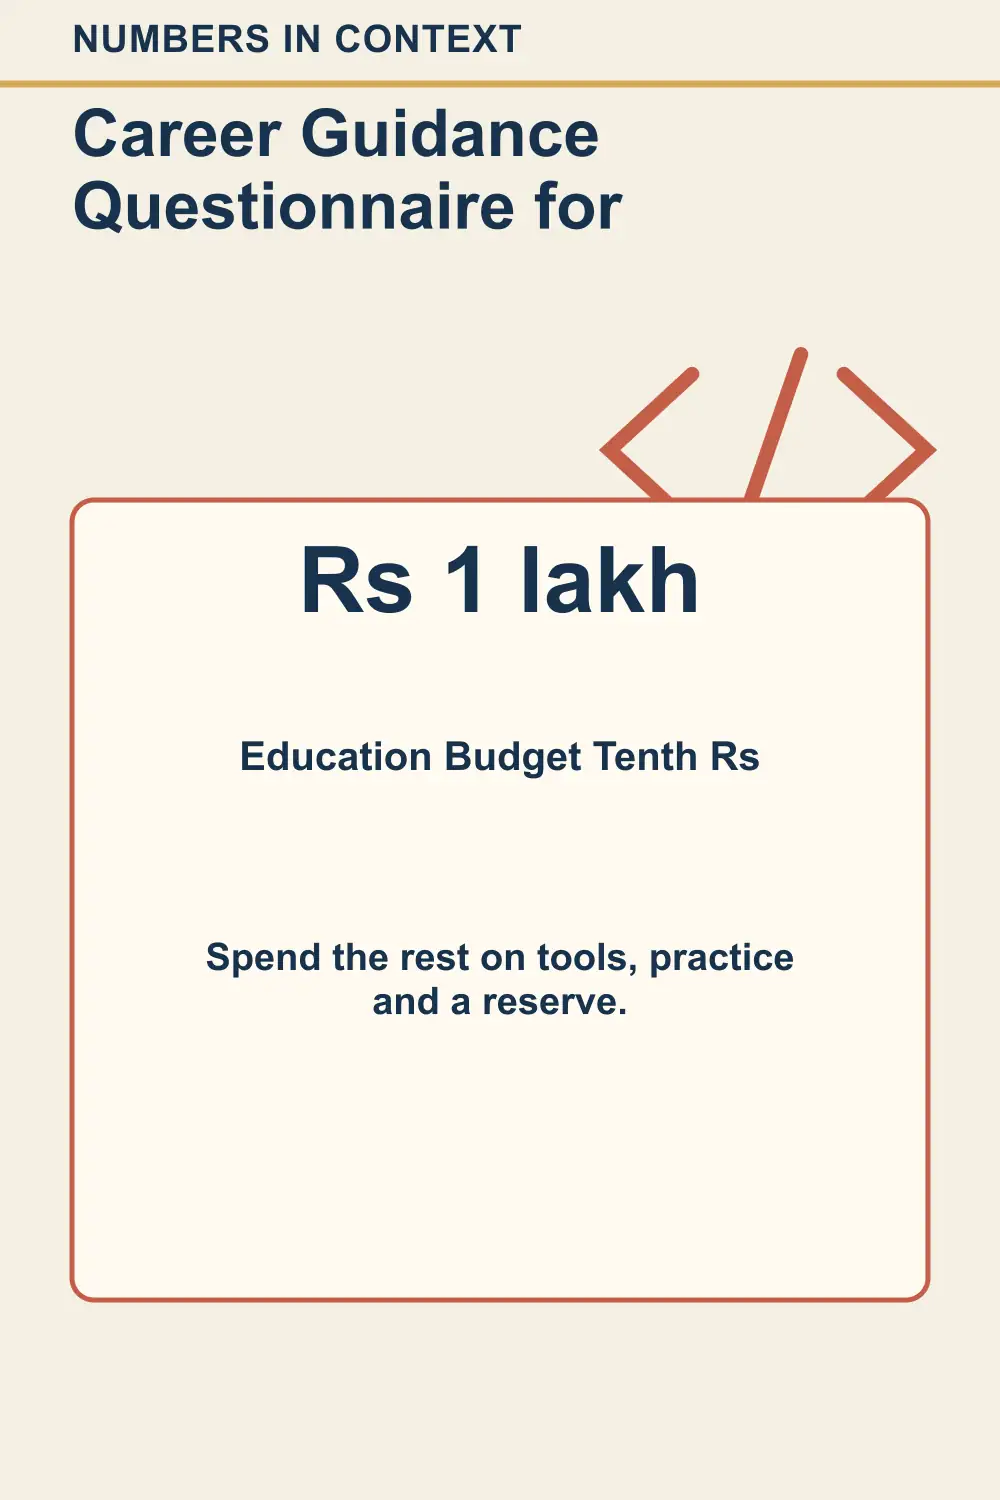 NUMBERS IN CONTEXT
Career Guidance
Questionnaire for
Rs 1 lakh
Education Budget Tenth Rs
Spend the rest on tools, practice
and a reserve.